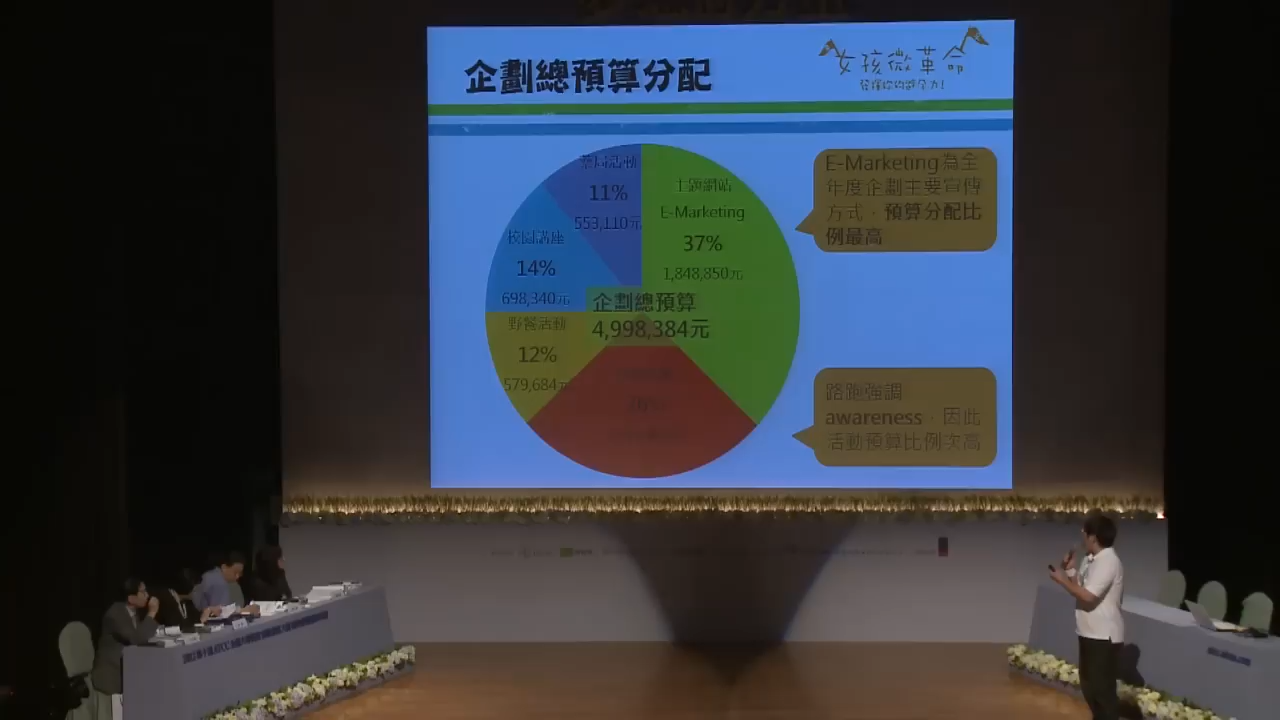 企劃總預算分配
女孩微革命
校園講座
14%
698,340元
11%
553,110元
主題網站
E-Marketing
37%
1,848,850元
企劃總預算
4,998,384元
野餐活動
12%
579,684元
E-Marketing為全
年度企劃主要宣傳
方式，預算分配比
例最高
路跑強調
awareness，因此
活動預算比例次高